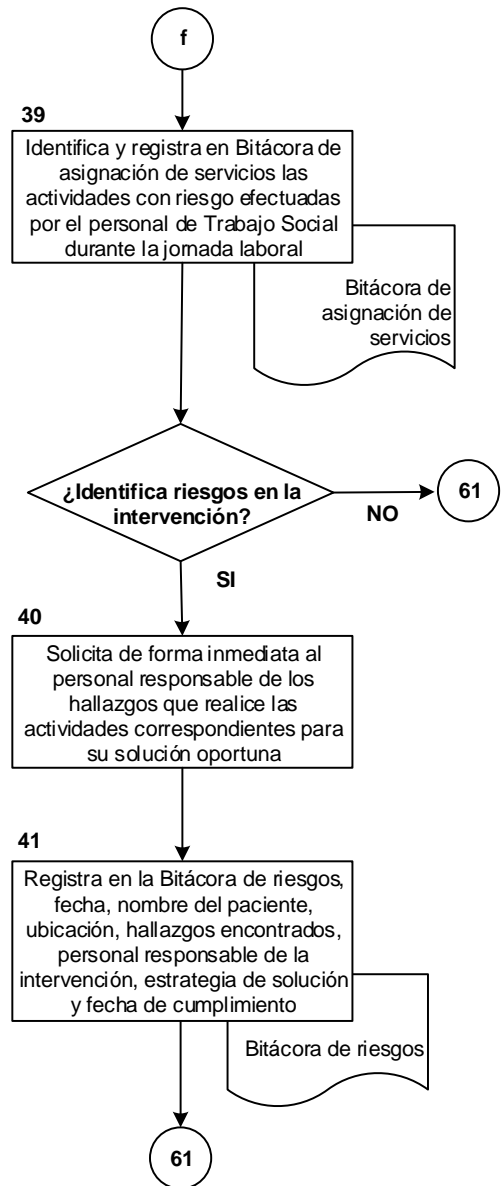 f
39
Identifica y registra en Bitácora de
asignación de servicios las
actividades con riesgo efectuadas
por el personal de Trabajo Social
durante la jornada laboral
Bitácora de
asignación de
servicios
¿Identifica riesgos en la
intervención?
61
NO
SI
40
Solicita de forma inmediata al
personal responsable de los
hallazgos que realice las
actividades correspondientes para
su solución oportuna
41
Registra en la Bitácora de riesgos,
fecha, nombre del paciente,
ubicación, hallazgos encontrados,
personal responsable de la
intervención, estrategia de solución
y fecha de cumplimiento
Bitácora de riesgos
61